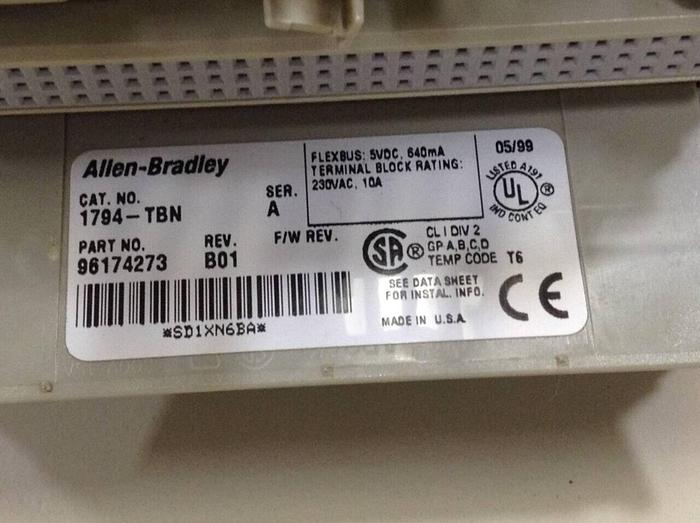 Allen-Bradley
CAT. NO.
1794-TBN
SER.
A
PART NO.
96174273
REV.
B01
F/W REV.
FLEXBUS: 5VDC, 640mA
TERMINAL BLOCK RATING:
230VAC, 10A
05/99
LISTED A197
UL ®
IND CONT EQ
SA ®
CL I DIV 2
GP A,B,C,D
TEMP CODE T6
SEE DATA SHEET
FOR INSTAL. INFO.
MADE IN U.S.A.
CE
*SD1XN6BA*